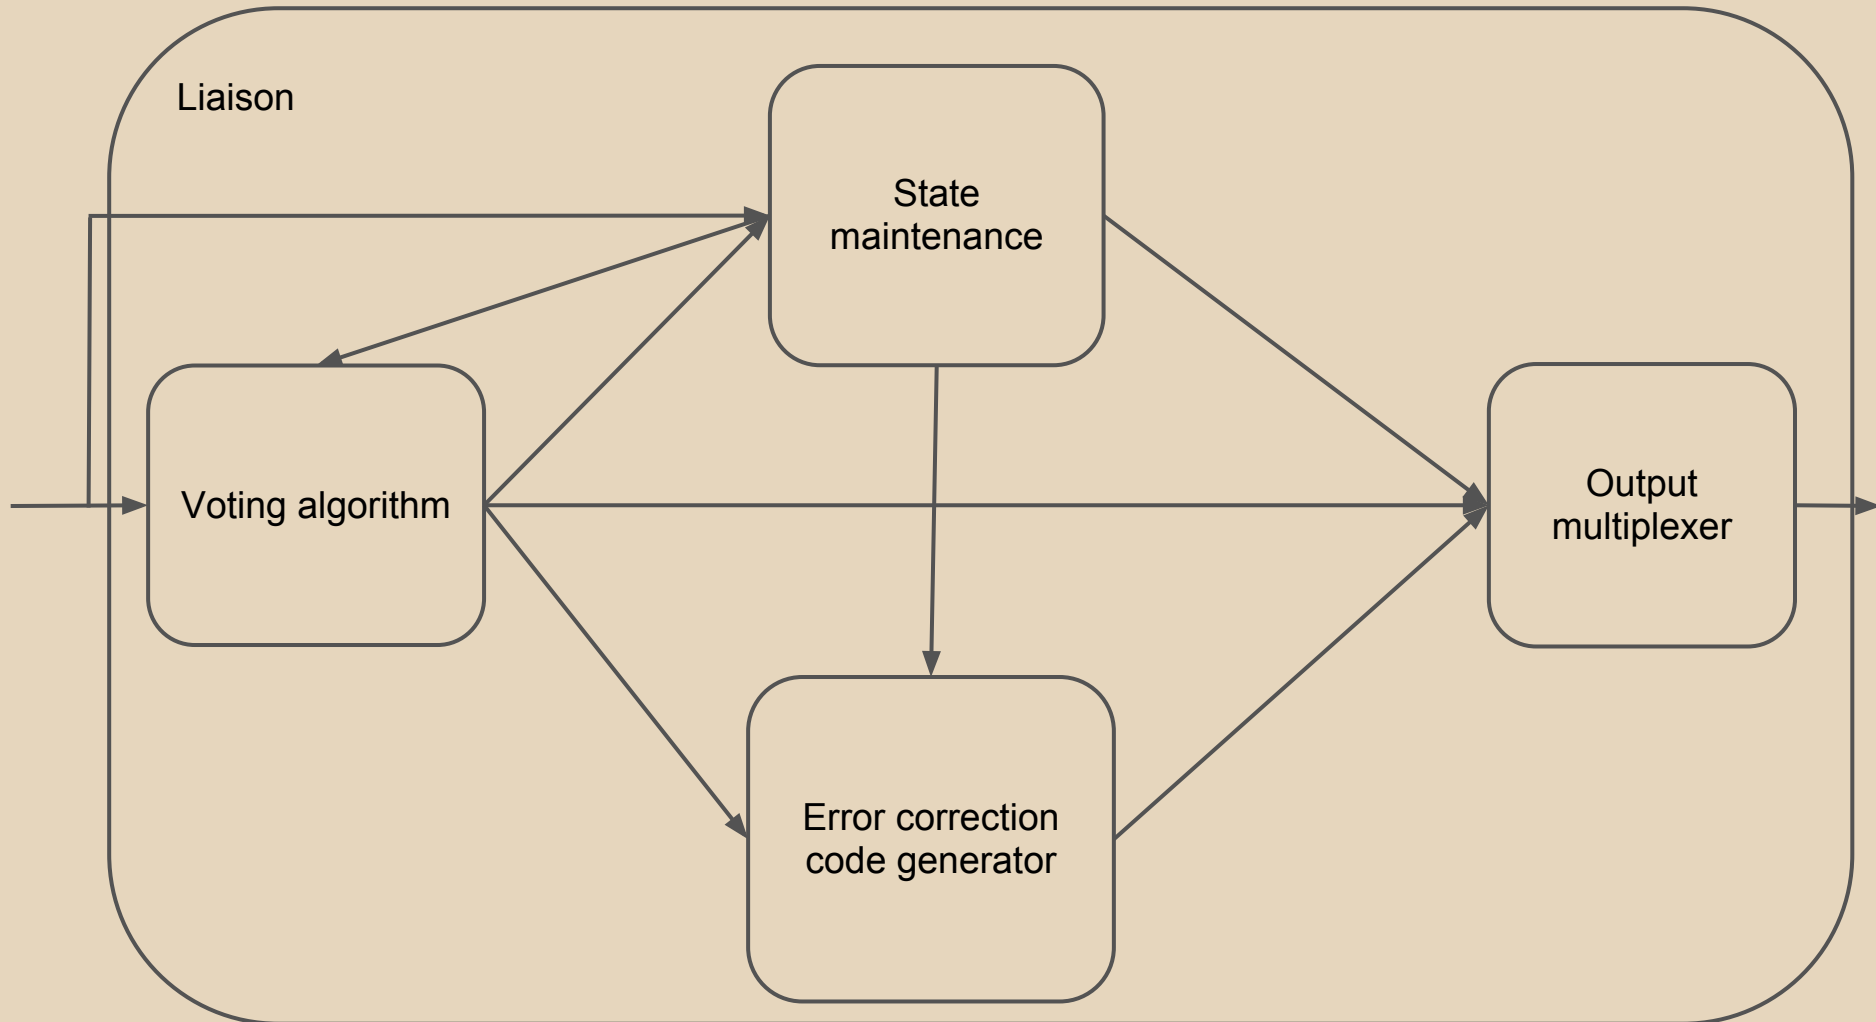 Liaison
State
maintenance
Voting algorithm
Output
multiplexer
Error correction
code generator